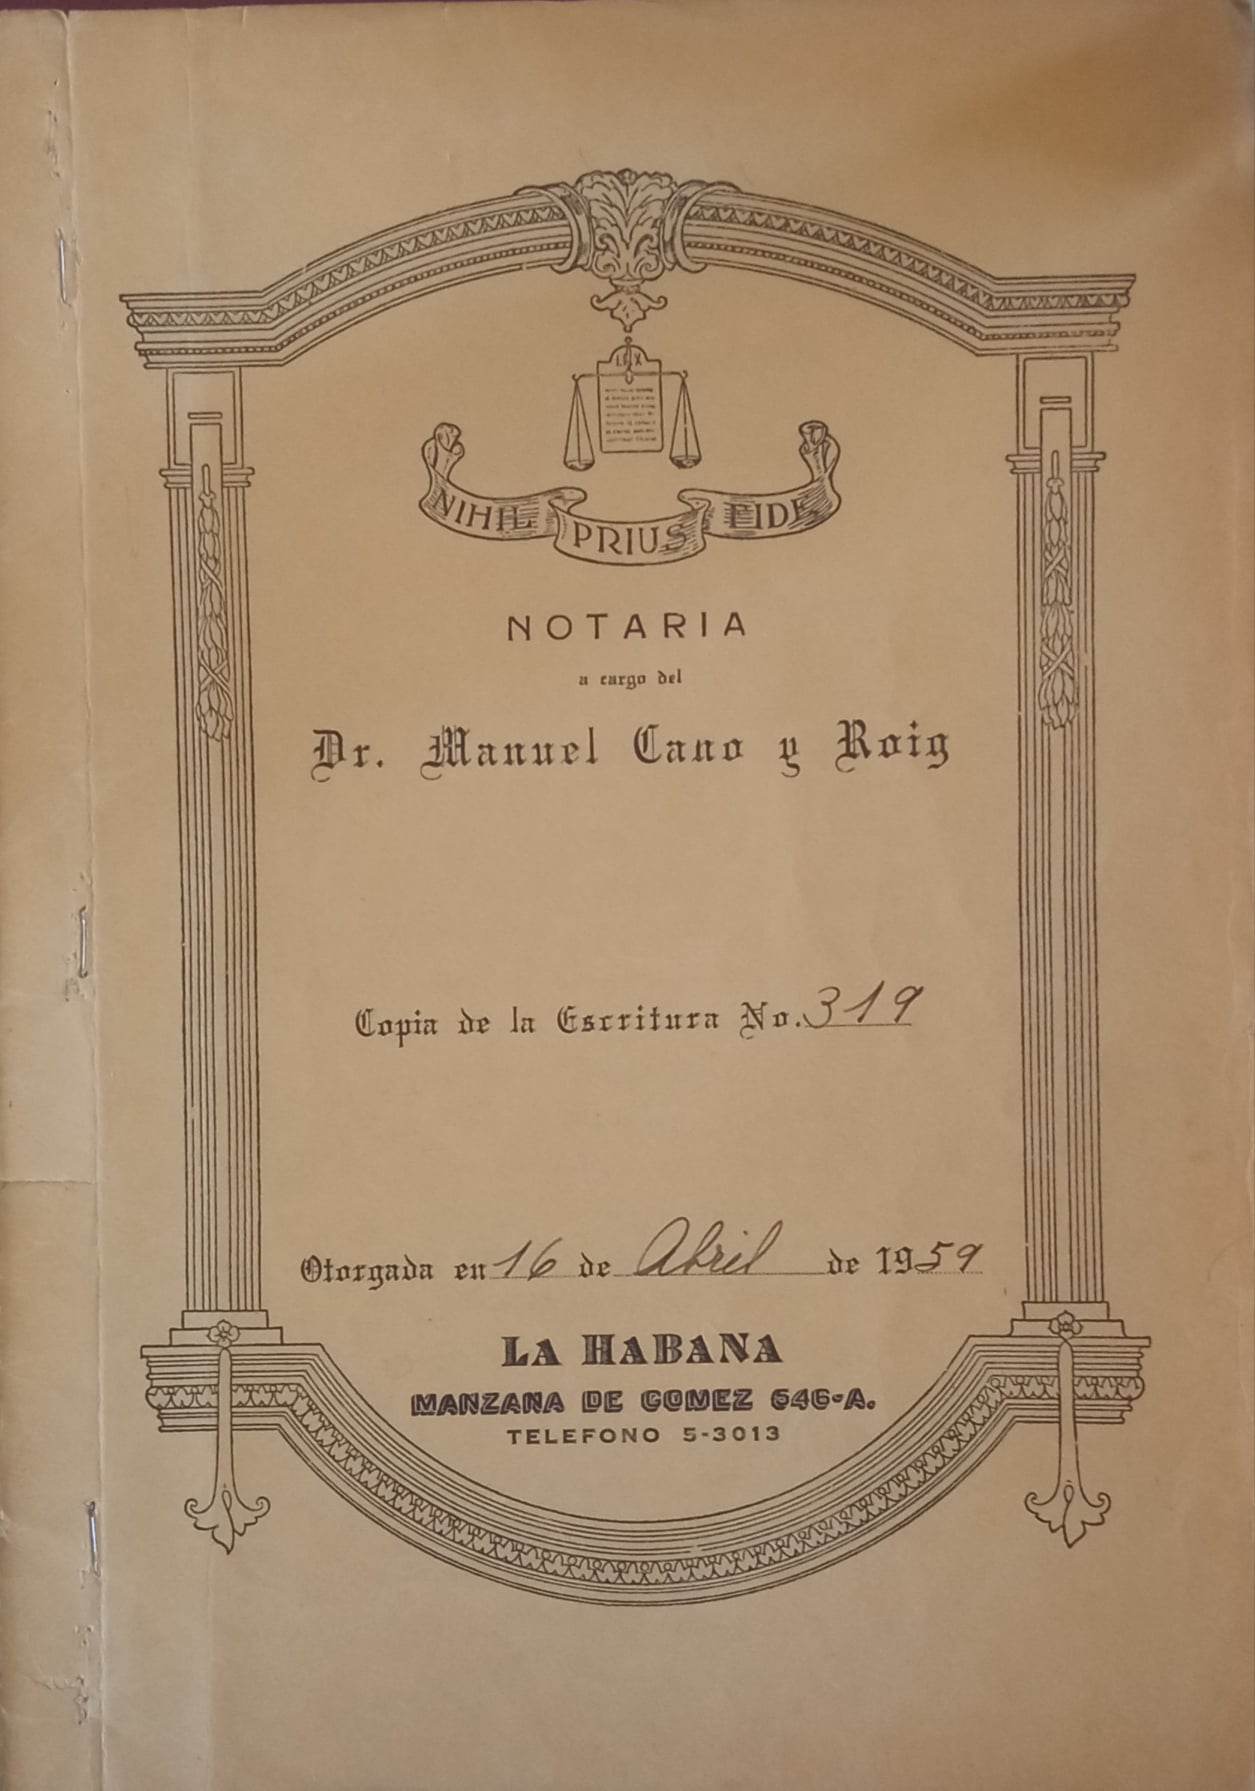 LEX
NIHIL PRIUS FIDE
NOTARIA
a cargo del
Dr. Manuel Cano y Roig
Copia de la Escritura No. 319
Otorgada en 16 de Abril de 1959
LA HABANA
MANZANA DE GOMEZ 646-A.
TELEFONO 5-3013